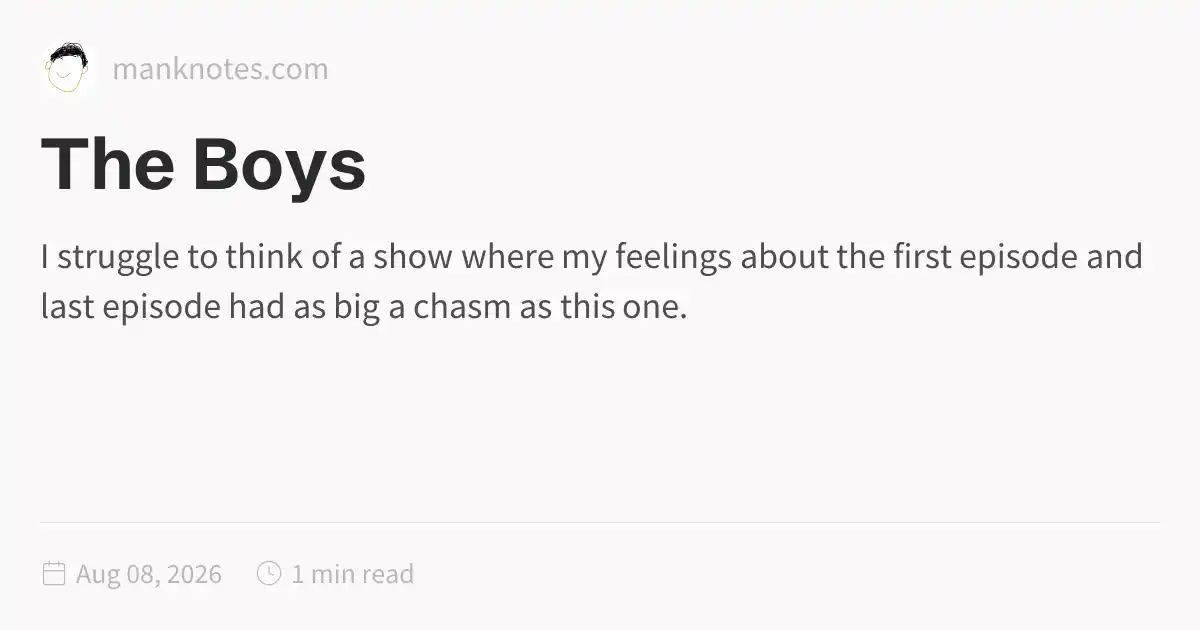 manknotes.com
The Boys
I struggle to think of a show where my feelings about the first episode and
last episode had as big a chasm as this one.
Aug 08, 2026
1 min read